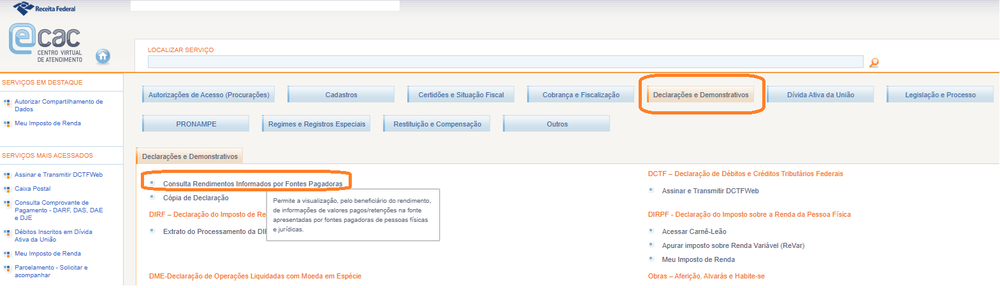 Receita Federal
eCAC
CENTRO VIRTUAL
DE ATENDIMENTO
LOCALIZAR SERVIÇO
SERVIÇOS EM DESTAQUE
Autorizar Compartilhamento de
Dados
Meu Imposto de Renda
SERVIÇOS MAIS ACESSADOS
Assinar e Transmitir DCTFWeb
Caixa Postal
Consulta Comprovante de
Pagamento - DARF, DAS, DAE
e DJE
Débitos Inscritos em Dívida
Ativa da União
Meu Imposto de Renda
Parcelamento - Solicitar e
acompanhar
Autorizações de Acesso (Procurações)
Cadastros
Certidões e Situação Fiscal
Cobrança e Fiscalização
Declarações e Demonstrativos
Dívida Ativa da União
Legislação e Processo
PRONAMPE
Regimes e Registros Especiais
Restituição e Compensação
Outros
Declarações e Demonstrativos
Consulta Rendimentos Informados por Fontes Pagadoras
Cópia de Declaração
Permite a visualização, pelo beneficiário do rendimento,
de informações de valores pagos/retenções na fonte
apresentadas por fontes pagadoras de pessoas físicas
e jurídicas.
DIRF – Declaração do Imposto de Re
Extrato do Processamento da DIRF
DME-Declaração de Operações Liquidadas com Moeda em Espécie
DCTF – Declaração de Débitos e Créditos Tributários Federais
Assinar e Transmitir DCTFWeb
DIRPF - Declaração do Imposto sobre a Renda da Pessoa Física
Acessar Carnê-Leão
Apurar imposto sobre Renda Variável (ReVar)
Meu Imposto de Renda
Obras – Aferição, Alvarás e Habite-se